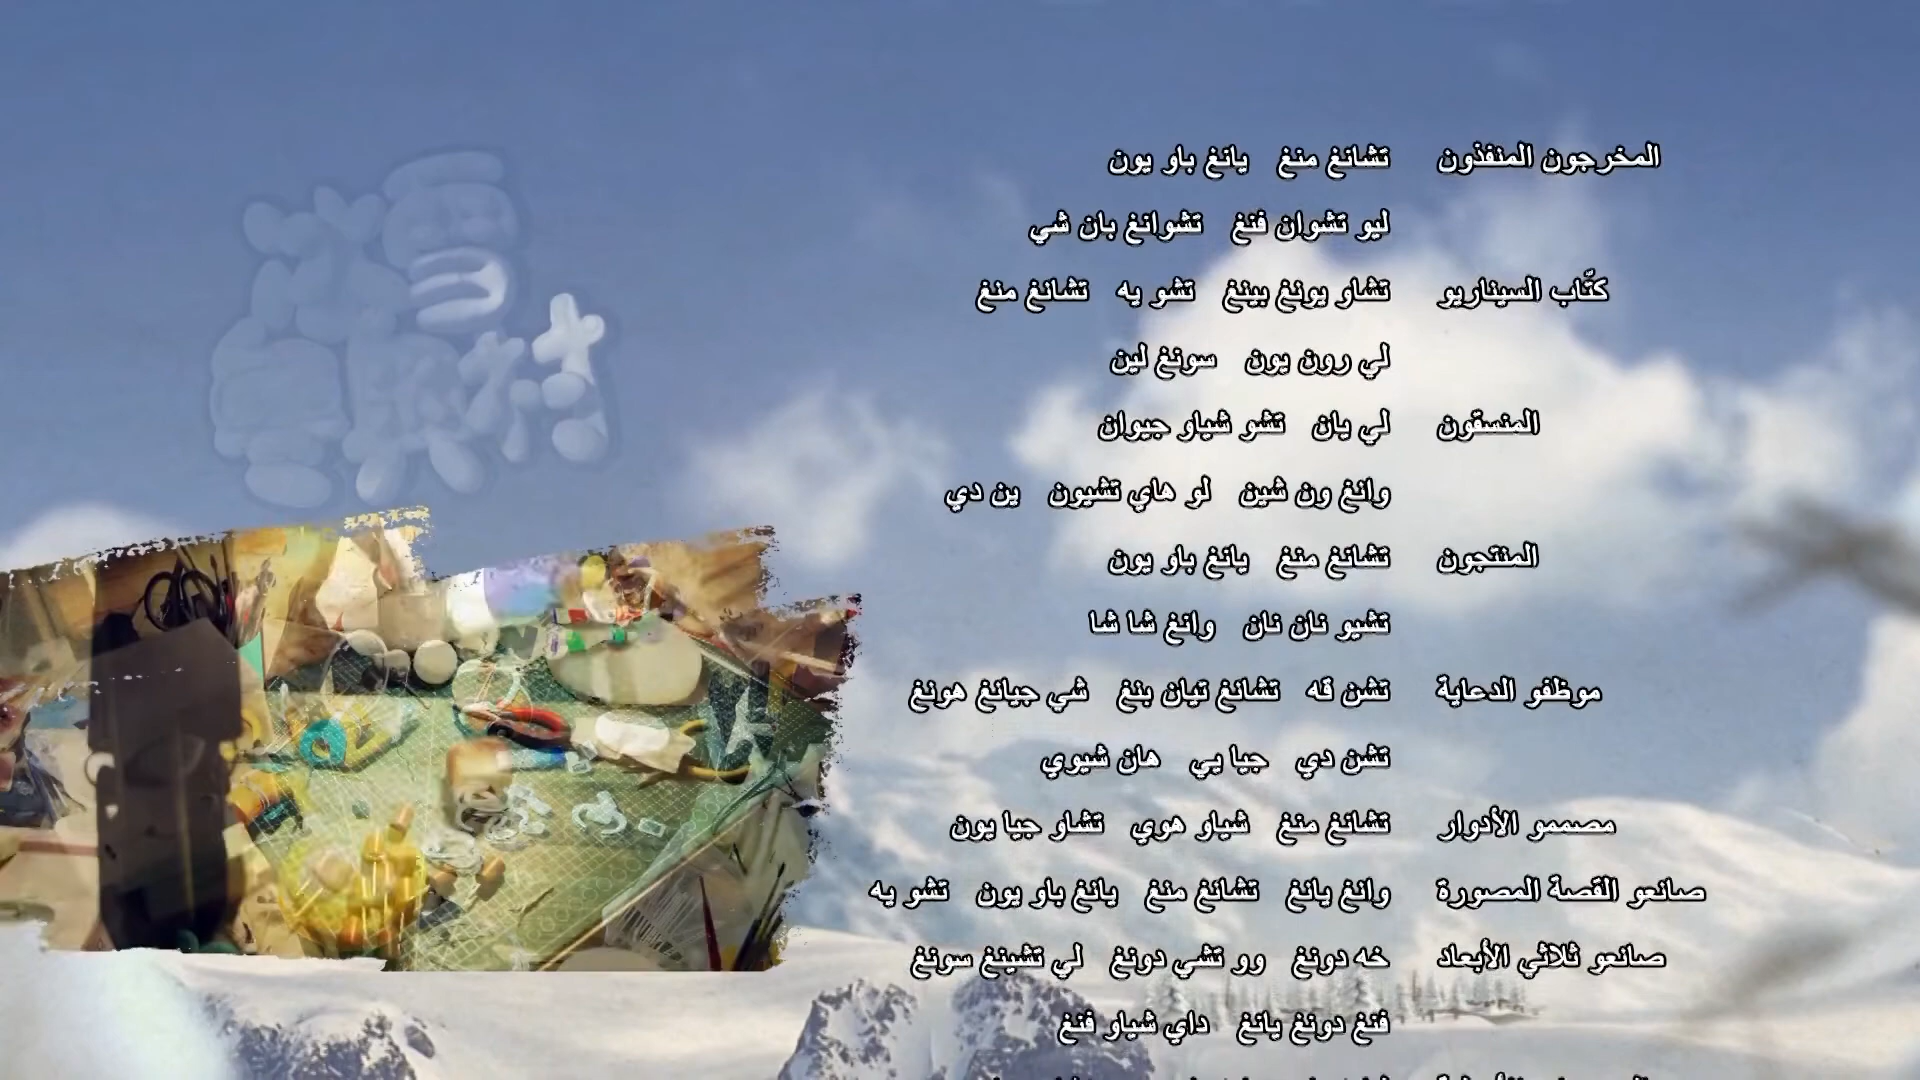 المخرجون المنفذون تشانغ منغ يانغ باو يون
ليو تشوان فنغ تشوانغ بان شي
كتّاب السيناريو تشاو يونغ بينغ تشو يه تشانغ منغ
لي رون يون سونغ لين
المنسقون لي يان تشو شياو جيوان
وانغ ون شين لو هاي تشيون ين دي
المنتجون تشانغ منغ يانغ باو يون
تشيو نان نان وانغ شا شا
موظفو الدعاية تشن قه تشانغ تيان بنغ شي جيانغ هونغ
تشن دي جيا يي هان شيوي
مصممو الأدوار تشانغ منغ شياو هوي تشاو جيا يون
صانعو القصة المصورة وانغ يانغ تشانغ منغ يانغ باو يون تشو يه
صانعو ثلاثي الأبعاد خه دونغ وو تشي دونغ لي تشينغ سونغ
فنغ دونغ يانغ داي شياو فنغ